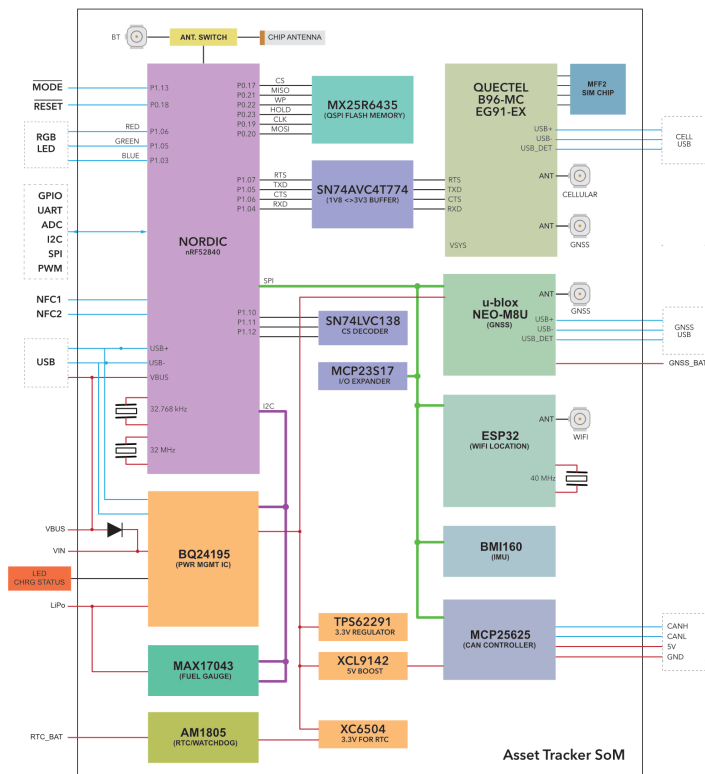 BT
ANT. SWITCH
CHIP ANTENNA
MODE
RESET
RGB
LED
RED
GREEN
BLUE
GPIO
UART
ADC
I2C
SPI
PWM
NFC1
NFC2
USB
P1.13
P0.18
P1.06
P1.05
P1.03
NORDIC
nRF52840
USB+
USB-
VBUS
32.768 kHz
32 MHz
P0.17
P0.21
P0.22
P0.23
P0.19
P0.20
CS
MISO
WP
HOLD
CLK
MOSI
MX25R6435
(QSPI FLASH MEMORY)
P1.07
P1.05
P1.06
P1.04
RTS
TXD
CTS
RXD
SN74AVC4T774
(1V8 <>3V3 BUFFER)
RTS
TXD
CTS
RXD
QUECTEL
B96-MC
EG91-EX
USB+
USB-
USB_DET
ANT
ANT
VSYS
MFF2
SIM CHIP
CELL
USB
CELLULAR
GNSS
SPI
P1.10
P1.11
P1.12
SN74LVC138
CS DECODER
MCP23S17
I/O EXPANDER
I2C
u-blox
NEO-M8U
(GNSS)
ANT
GNSS
USB+
USB-
USB_DET
GNSS
USB
GNSS_BAT
ESP32
(WIFI LOCATION)
ANT
WIFI
40 MHz
BMI160
(IMU)
VBUS
VIN
LED
CHRG STATUS
LiPo
BQ24195
(PWR MGMT IC)
MAX17043
(FUEL GAUGE)
TPS62291
3.3V REGULATOR
XCL9142
5V BOOST
MCP25625
(CAN CONTROLLER)
CANH
CANL
5V
GND
RTC_BAT
AM1805
(RTC/WATCHDOG)
XC6504
3.3V FOR RTC
Asset Tracker SoM